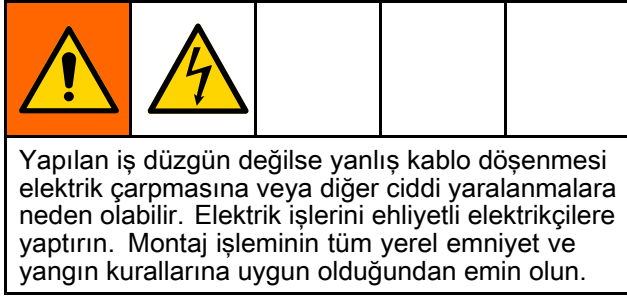 Yapılan iş düzgün değilse yanlış kablo döşenmesi
elektrik çarpmasına veya diğer ciddi yaralanmalara
neden olabilir. Elektrik işlerini ehliyetli elektrikçilere
yaptırın. Montaj işleminin tüm yerel emniyet ve
yangın kurallarına uygun olduğundan emin olun.